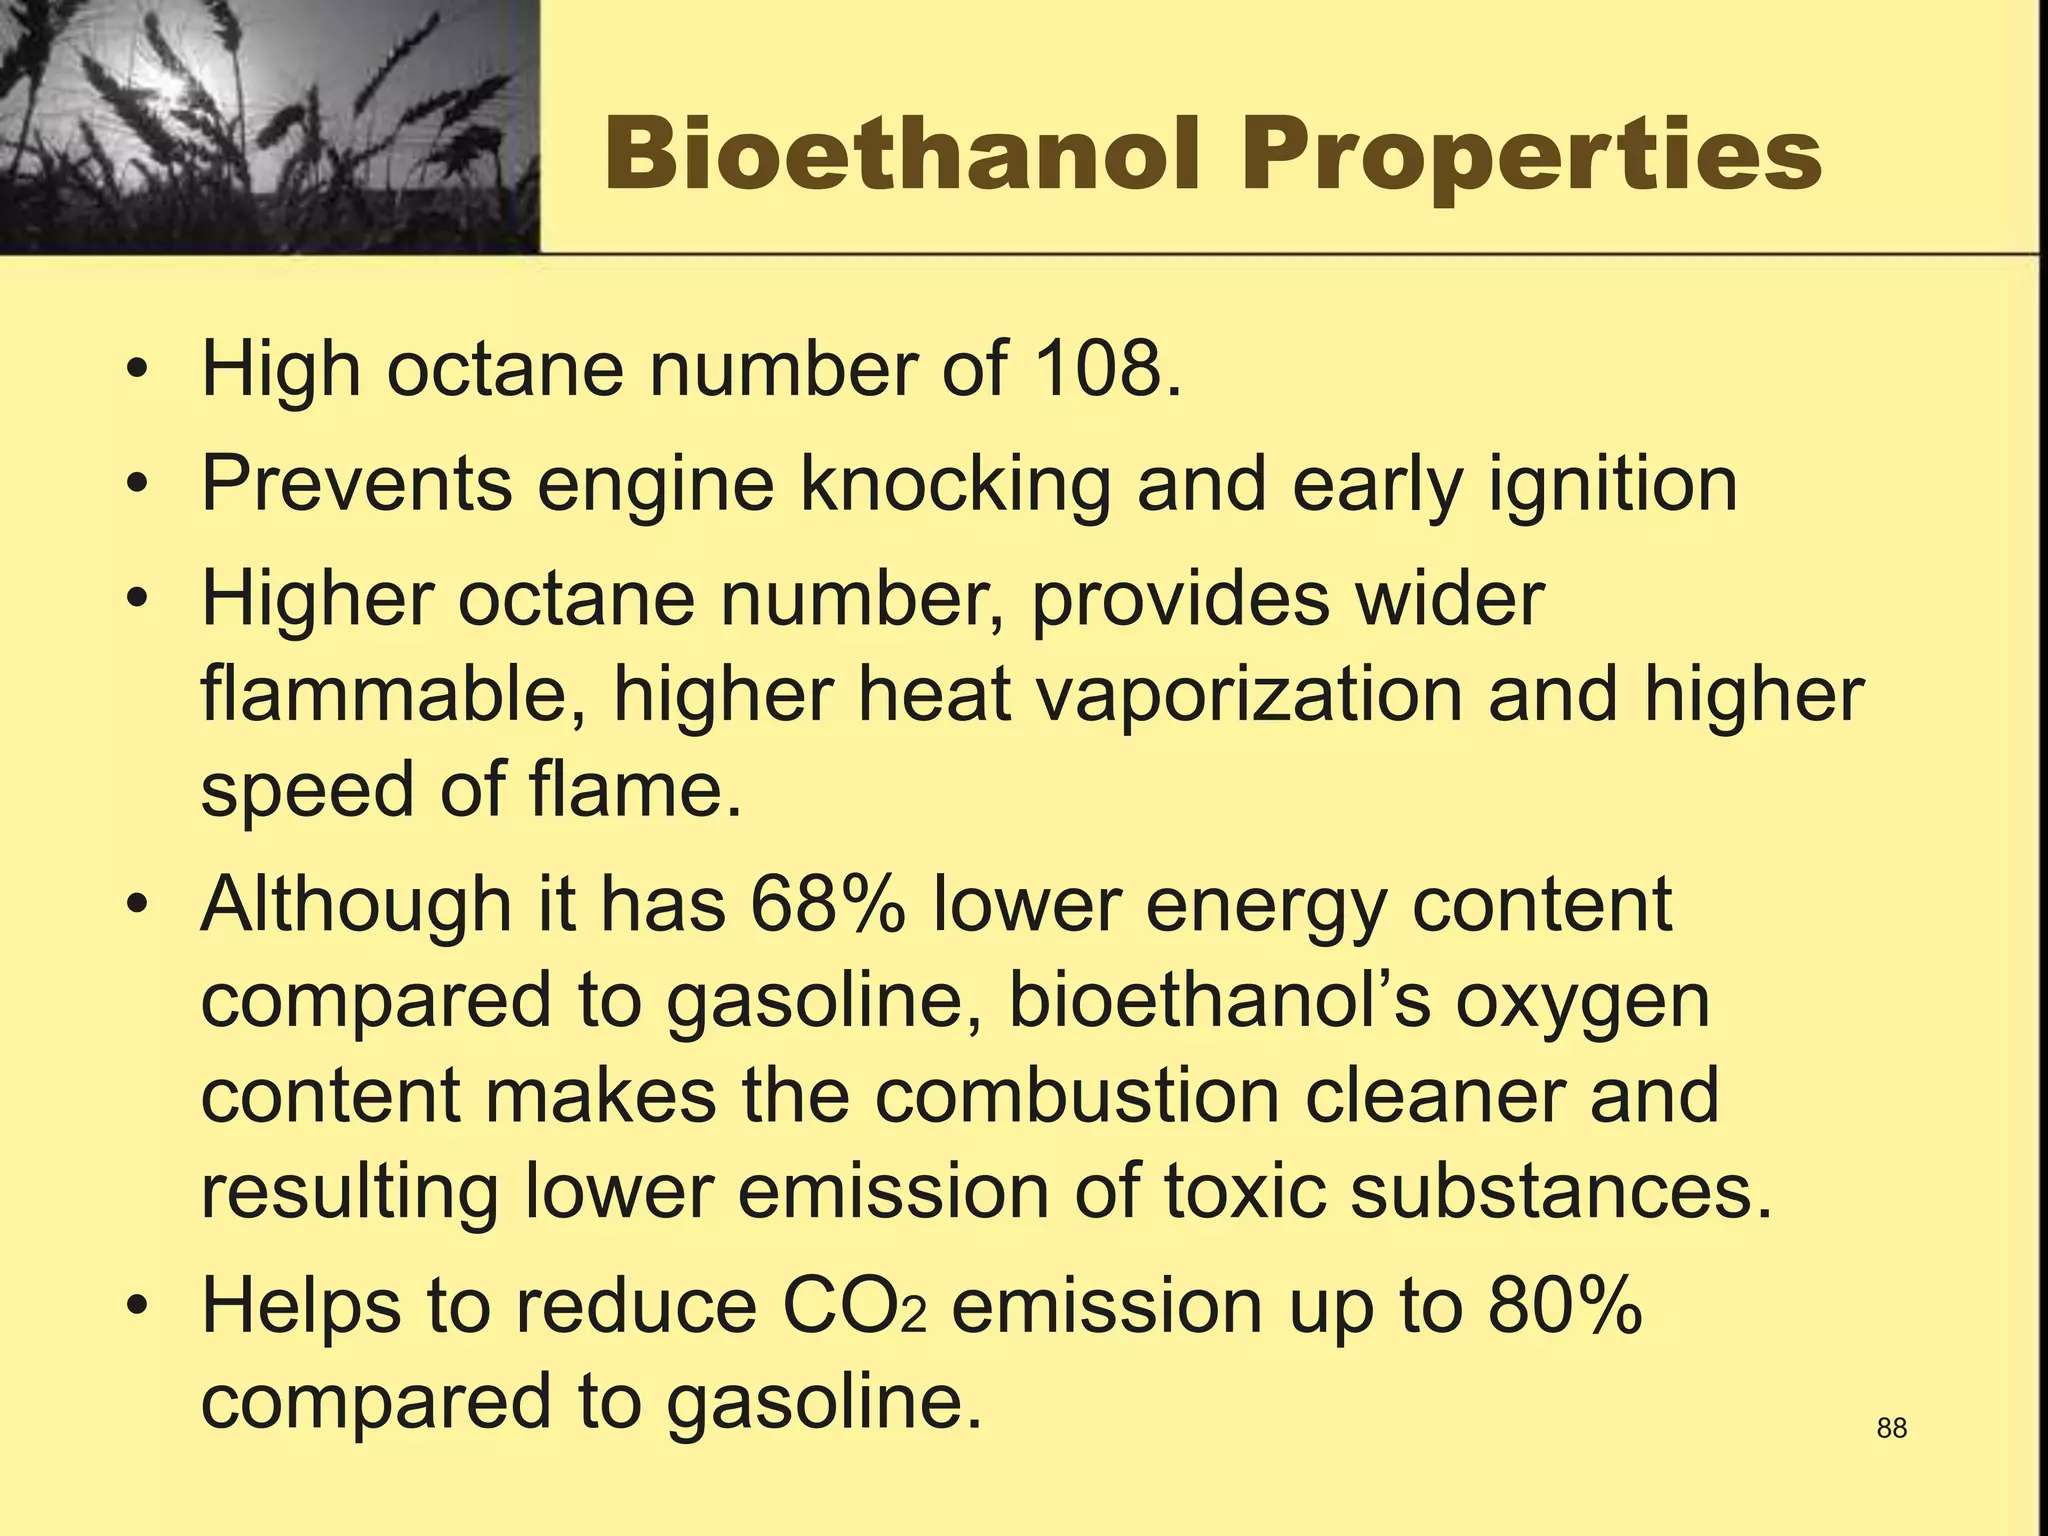 Bioethanol Properties
• High octane number of 108.
• Prevents engine knocking and early ignition
• Higher octane number, provides wider
flammable, higher heat vaporization and higher
speed of flame.
• Although it has 68% lower energy content
compared to gasoline, bioethanol’s oxygen
content makes the combustion cleaner and
resulting lower emission of toxic substances.
• Helps to reduce CO2 emission up to 80%
compared to gasoline.
88